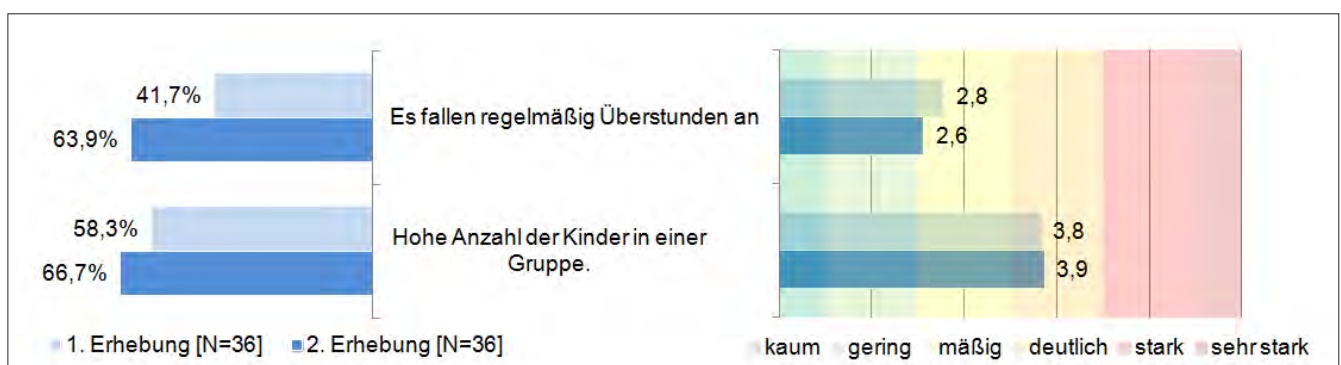 41,7%
63,9%
Es fallen regelmäßig Überstunden an
2,8
2,6
58,3%
66,7%
Hohe Anzahl der Kinder in einer
Gruppe.
3,8
3,9
1. Erhebung [N=36] 2. Erhebung [N=36]
kaum gering mäßig deutlich stark sehr stark